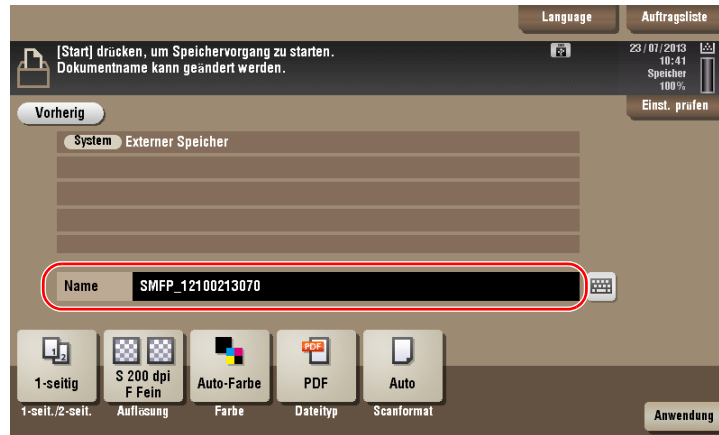 Language
Auftragsliste
[Start] drücken, um Speichervorgang zu starten.
Dokumentname kann geändert werden.
23/07/2013
10:41
Speicher
100%
Vorherig
Einst. prüfen
System Externer Speicher
Name SMFP_12100213070
1-seitig
S 200 dpi
F Fein
Auto-Farbe
PDF
PDF
Auto
1-seit./2-seit.
Auflösung
Farbe
Dateityp
Scanformat
Anwendung